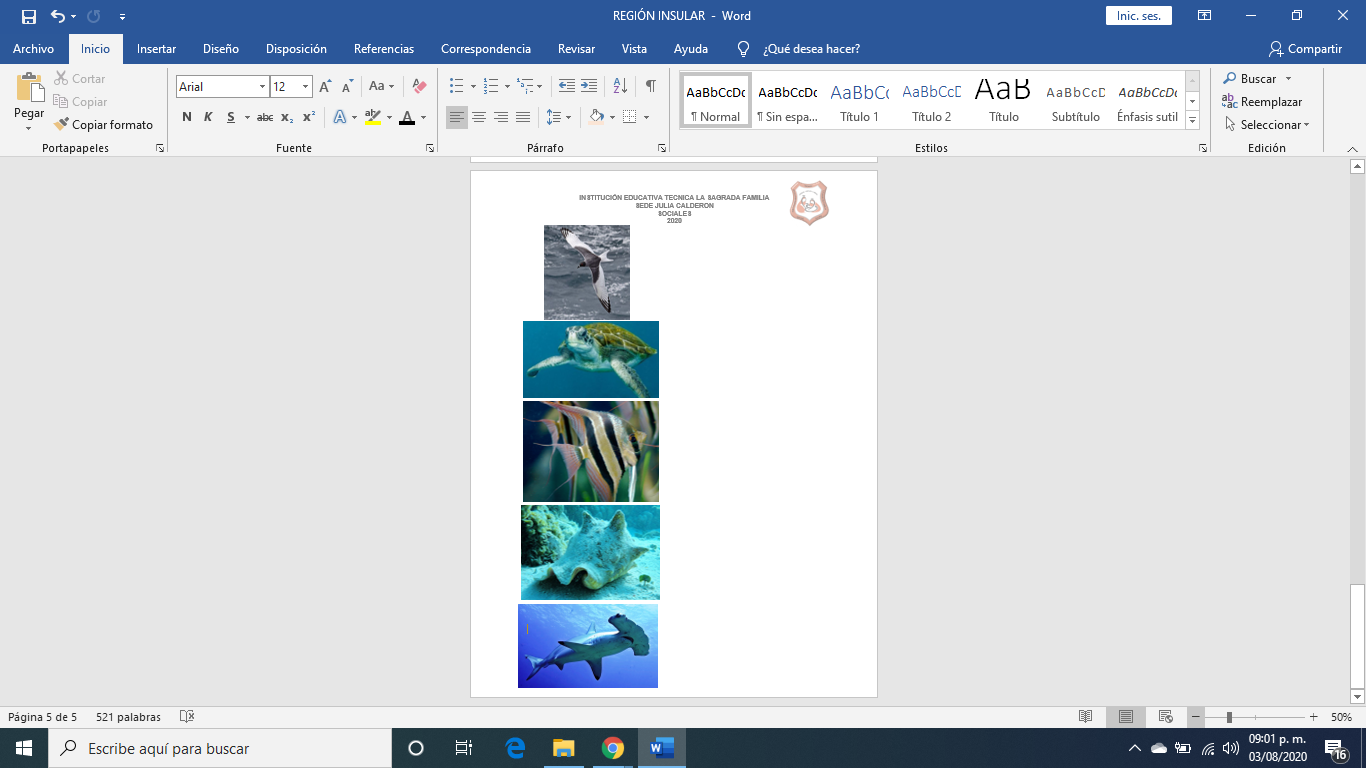 REGIÓN INSULAR - Word
Inic. ses.
Archivo Inicio Insertar Diseño Disposición Referencias Correspondencia Revisar Vista Ayuda ¿Qué desea hacer? Compartir
Pegar
Cortar
Copiar
Copiar formato
Portapapeles
Arial 12 A A Aa
N K S abc x₂ x² A ab A
Fuente
Párrafo
AaBbCcDc AaBbCcDc AaBbCc AaBbCcD AaB AaBbCcD AaBbCcDc
¶ Normal ¶ Sin espa... Título 1 Título 2 Título Subtítulo Énfasis sutil
Estilos
Buscar
Reemplazar
Seleccionar
Edición
INSTITUCIÓN EDUCATIVA TECNICA LA SAGRADA FAMILIA
SEDE JULIA CALDERON
SOCIALES
2020
Página 5 de 5 521 palabras 50%
Escribe aquí para buscar
09:01 p. m.
03/08/2020
16